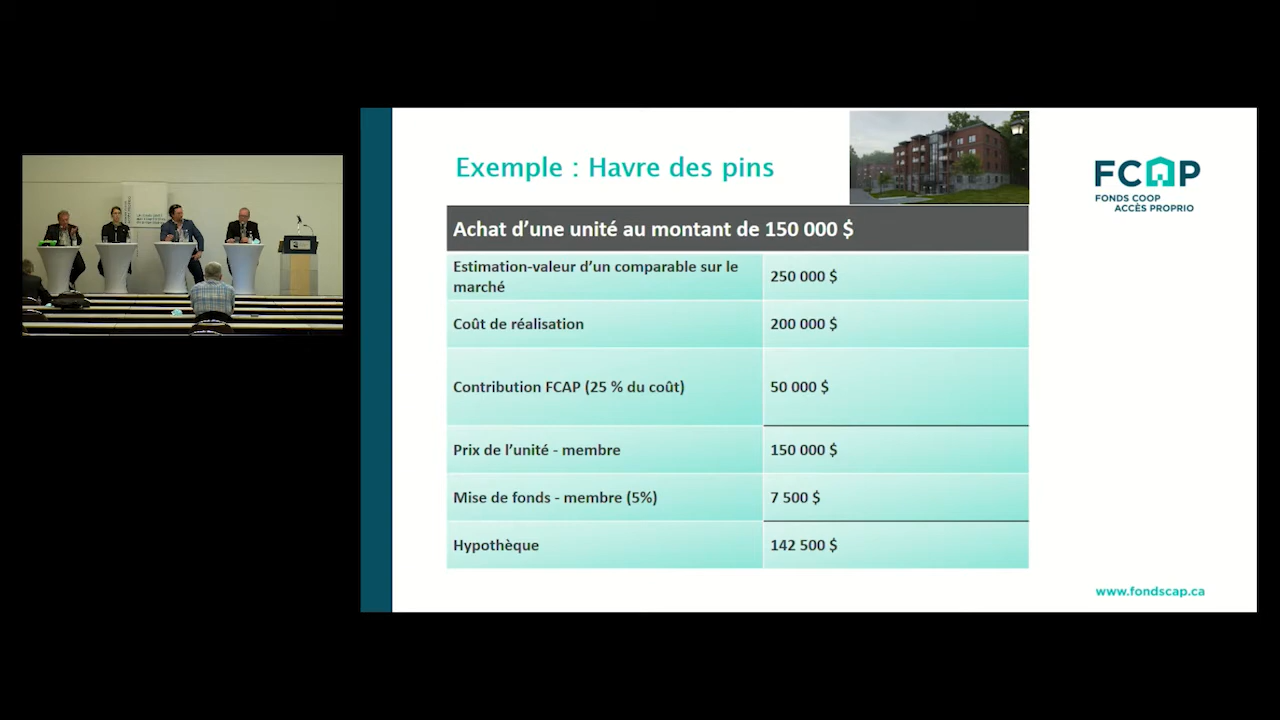 Exemple : Havre des pins
FCAP
FONDS COOP
ACCÈS PROPRIO
Achat d’une unité au montant de 150 000 $
Estimation-valeur d’un comparable sur le
marché
250 000 $
Coût de réalisation
200 000 $
Contribution FCAP (25 % du coût)
50 000 $
Prix de l’unité - membre
150 000 $
Mise de fonds - membre (5%)
7 500 $
Hypothèque
142 500 $
www.fondscap.ca